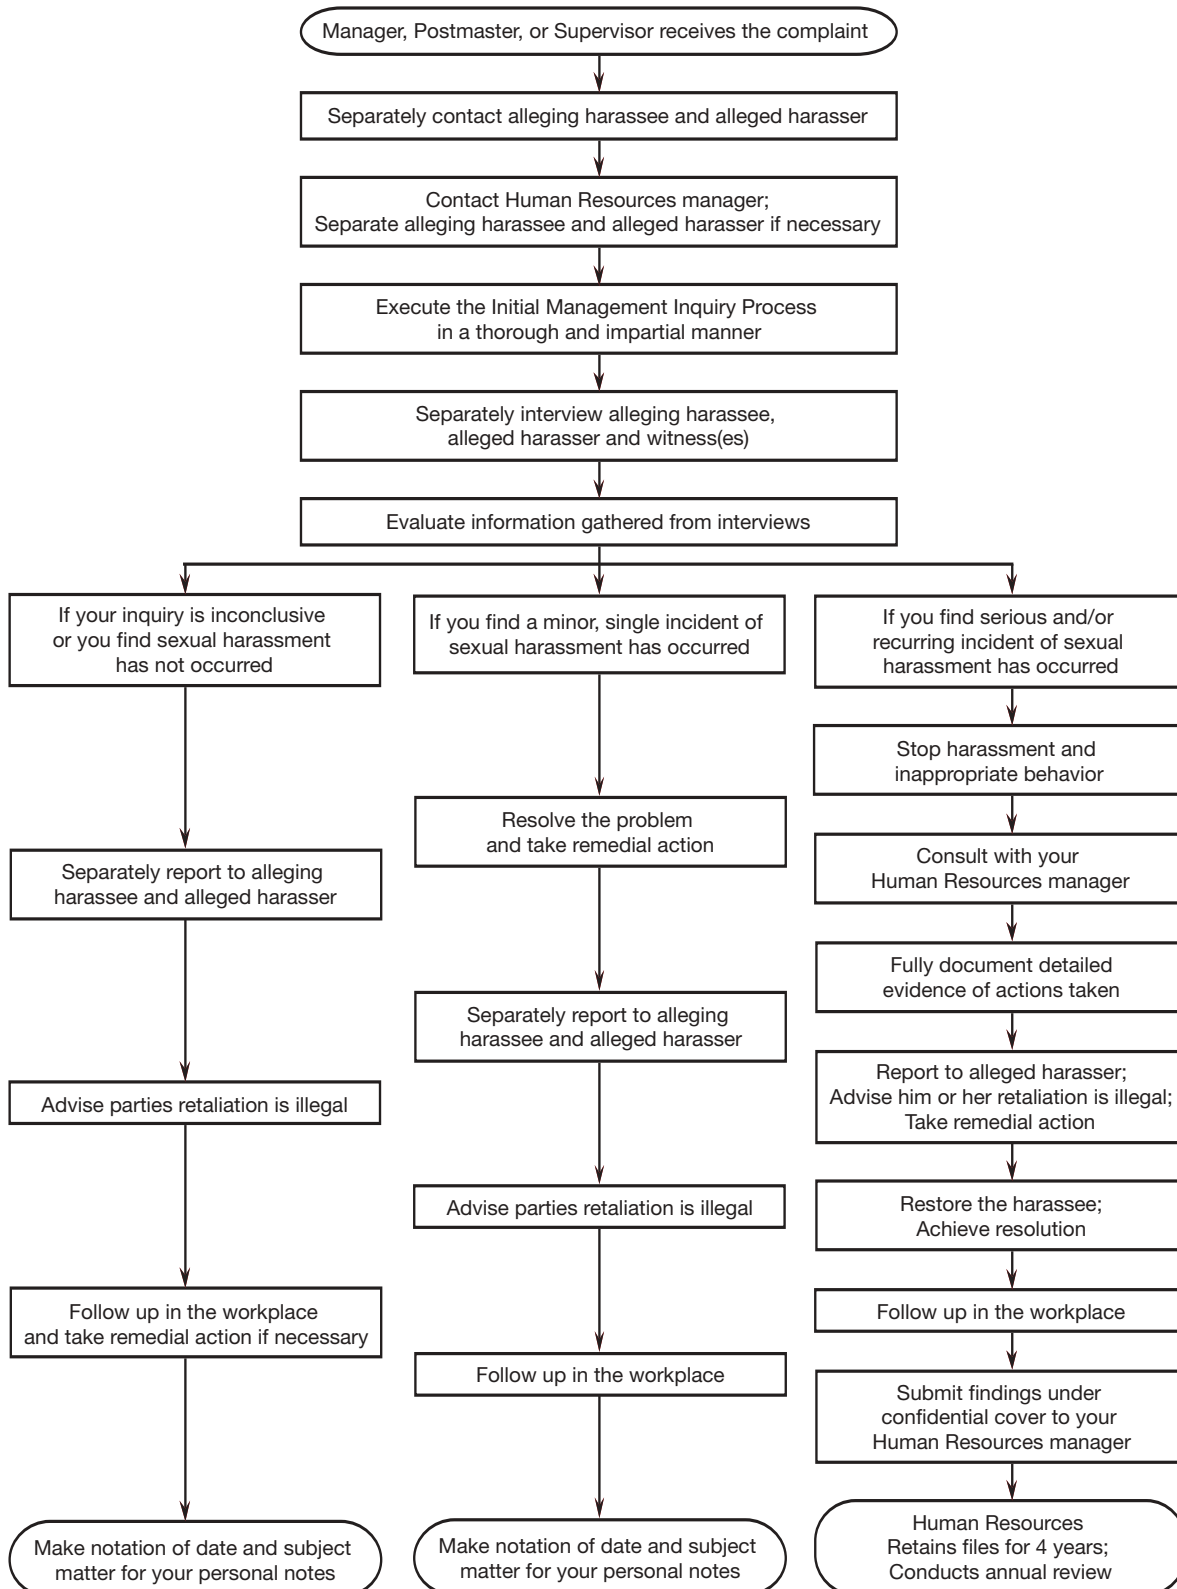 Manager, Postmaster, or Supervisor receives the complaint
Separately contact alleging harassee and alleged harasser
Contact Human Resources manager;
Separate alleging harassee and alleged harasser if necessary
Execute the Initial Management Inquiry Process
in a thorough and impartial manner
Separately interview alleging harassee,
alleged harasser and witness(es)
Evaluate information gathered from interviews
If your inquiry is inconclusive
or you find sexual harassment
has not occurred
Separately report to alleging
harassee and alleged harasser
Advise parties retaliation is illegal
Follow up in the workplace
and take remedial action if necessary
Make notation of date and subject
matter for your personal notes
If you find a minor, single incident of
sexual harassment has occurred
Resolve the problem
and take remedial action
Separately report to alleging
harassee and alleged harasser
Advise parties retaliation is illegal
Follow up in the workplace
Make notation of date and subject
matter for your personal notes
If you find serious and/or
recurring incident of sexual
harassment has occurred
Stop harassment and
inappropriate behavior
Consult with your
Human Resources manager
Fully document detailed
evidence of actions taken
Report to alleged harasser;
Advise him or her retaliation is illegal;
Take remedial action
Restore the harassee;
Achieve resolution
Follow up in the workplace
Submit findings under
confidential cover to your
Human Resources manager
Human Resources
Retains files for 4 years;
Conducts annual review